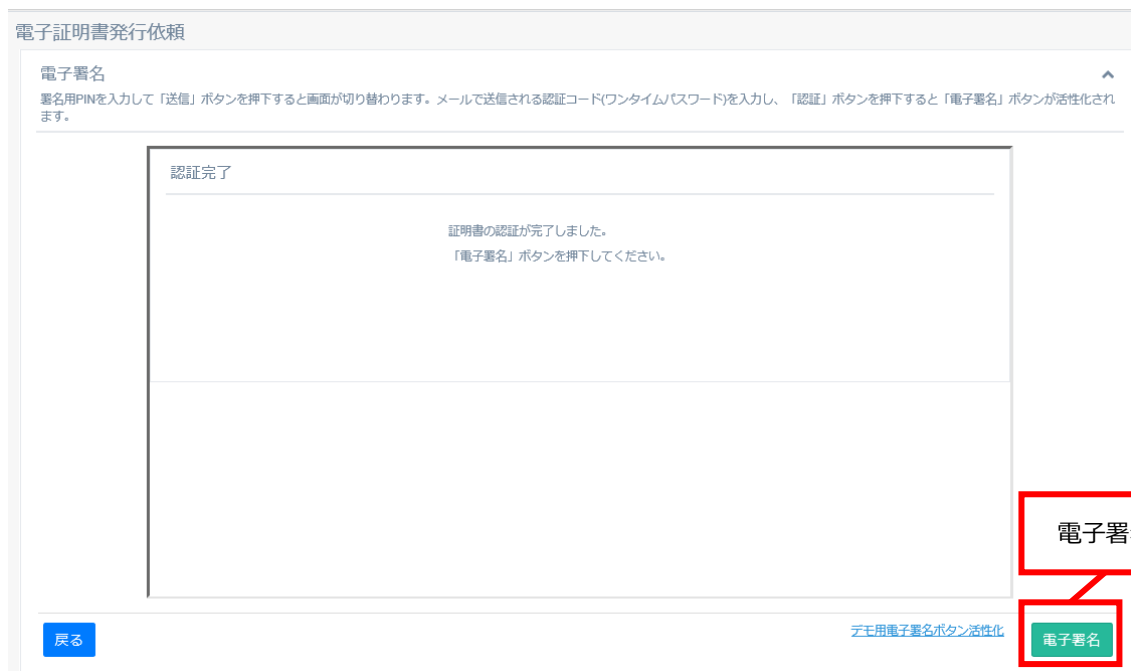 電子証明書発行依頼
電子署名
署名用PINを入力して「送信」ボタンを押下すると画面が切り替わります。メールで送信される認証コード(ワンタイムパスワード)を入力し、「認証」ボタンを押下すると「電子署名」ボタンが活性化され
ます。
認証完了
証明書の認証が完了しました。
「電子署名」ボタンを押下してください。
電子署
戻る
デモ用電子署名ボタン活性化
電子署名